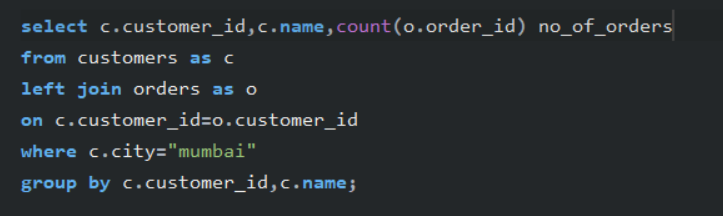 select c.customer_id,c.name,count(o.order_id) no_of_orders
from customers as c
left join orders as o
on c.customer_id=o.customer_id
where c.city="mumbai"
group by c.customer_id,c.name;